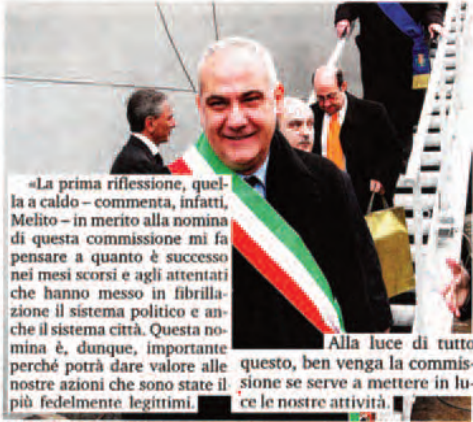 «La prima riflessione, quel-
la a caldo – commenta, infatti,
Melito – in merito alla nomina
di questa commissione mi fa
pensare a quanto è successo
nei mesi scorsi e agli attentati
che hanno messo in fibrilla-
zione il sistema politico e an-
che il sistema città. Questa no-
mina è, dunque, importante
perché potrà dare valore alle
nostre azioni che sono state il
più fedelmente legittimi.
Alla luce di tutto
questo, ben venga la commis-
sione se serve a mettere in lu-
ce le nostre attività.